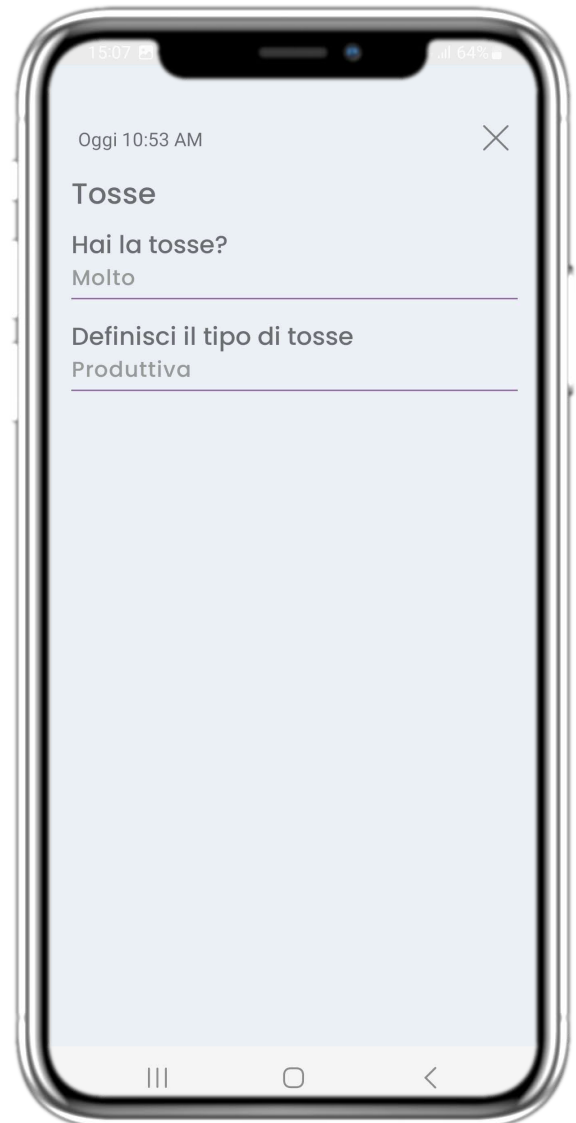 15:07 64%
Oggi 10:53 AM
Tosse
Hai la tosse?
Molto
Definisci il tipo di tosse
Produttiva